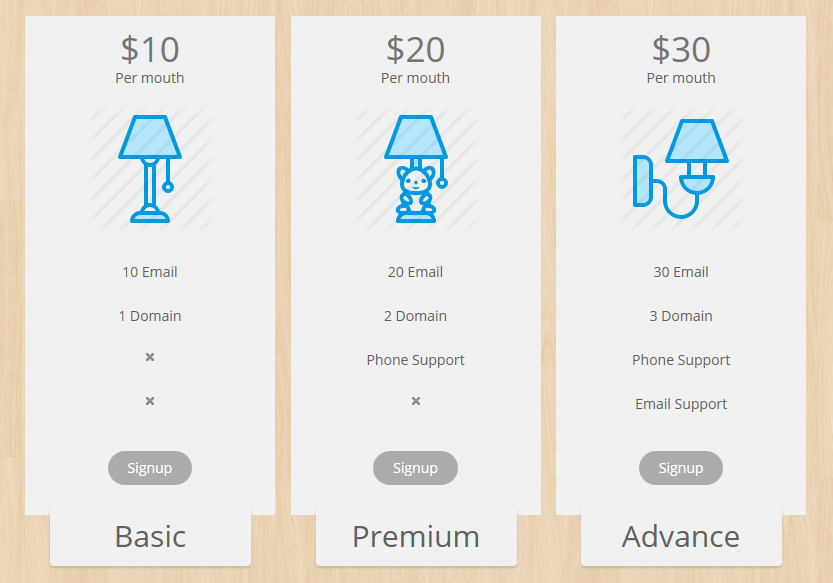 $10
Per mouth
10 Email
1 Domain
×
×
Signup
Basic
$20
Per mouth
20 Email
2 Domain
Phone Support
×
Signup
Premium
$30
Per mouth
30 Email
3 Domain
Phone Support
Email Support
Signup
Advance